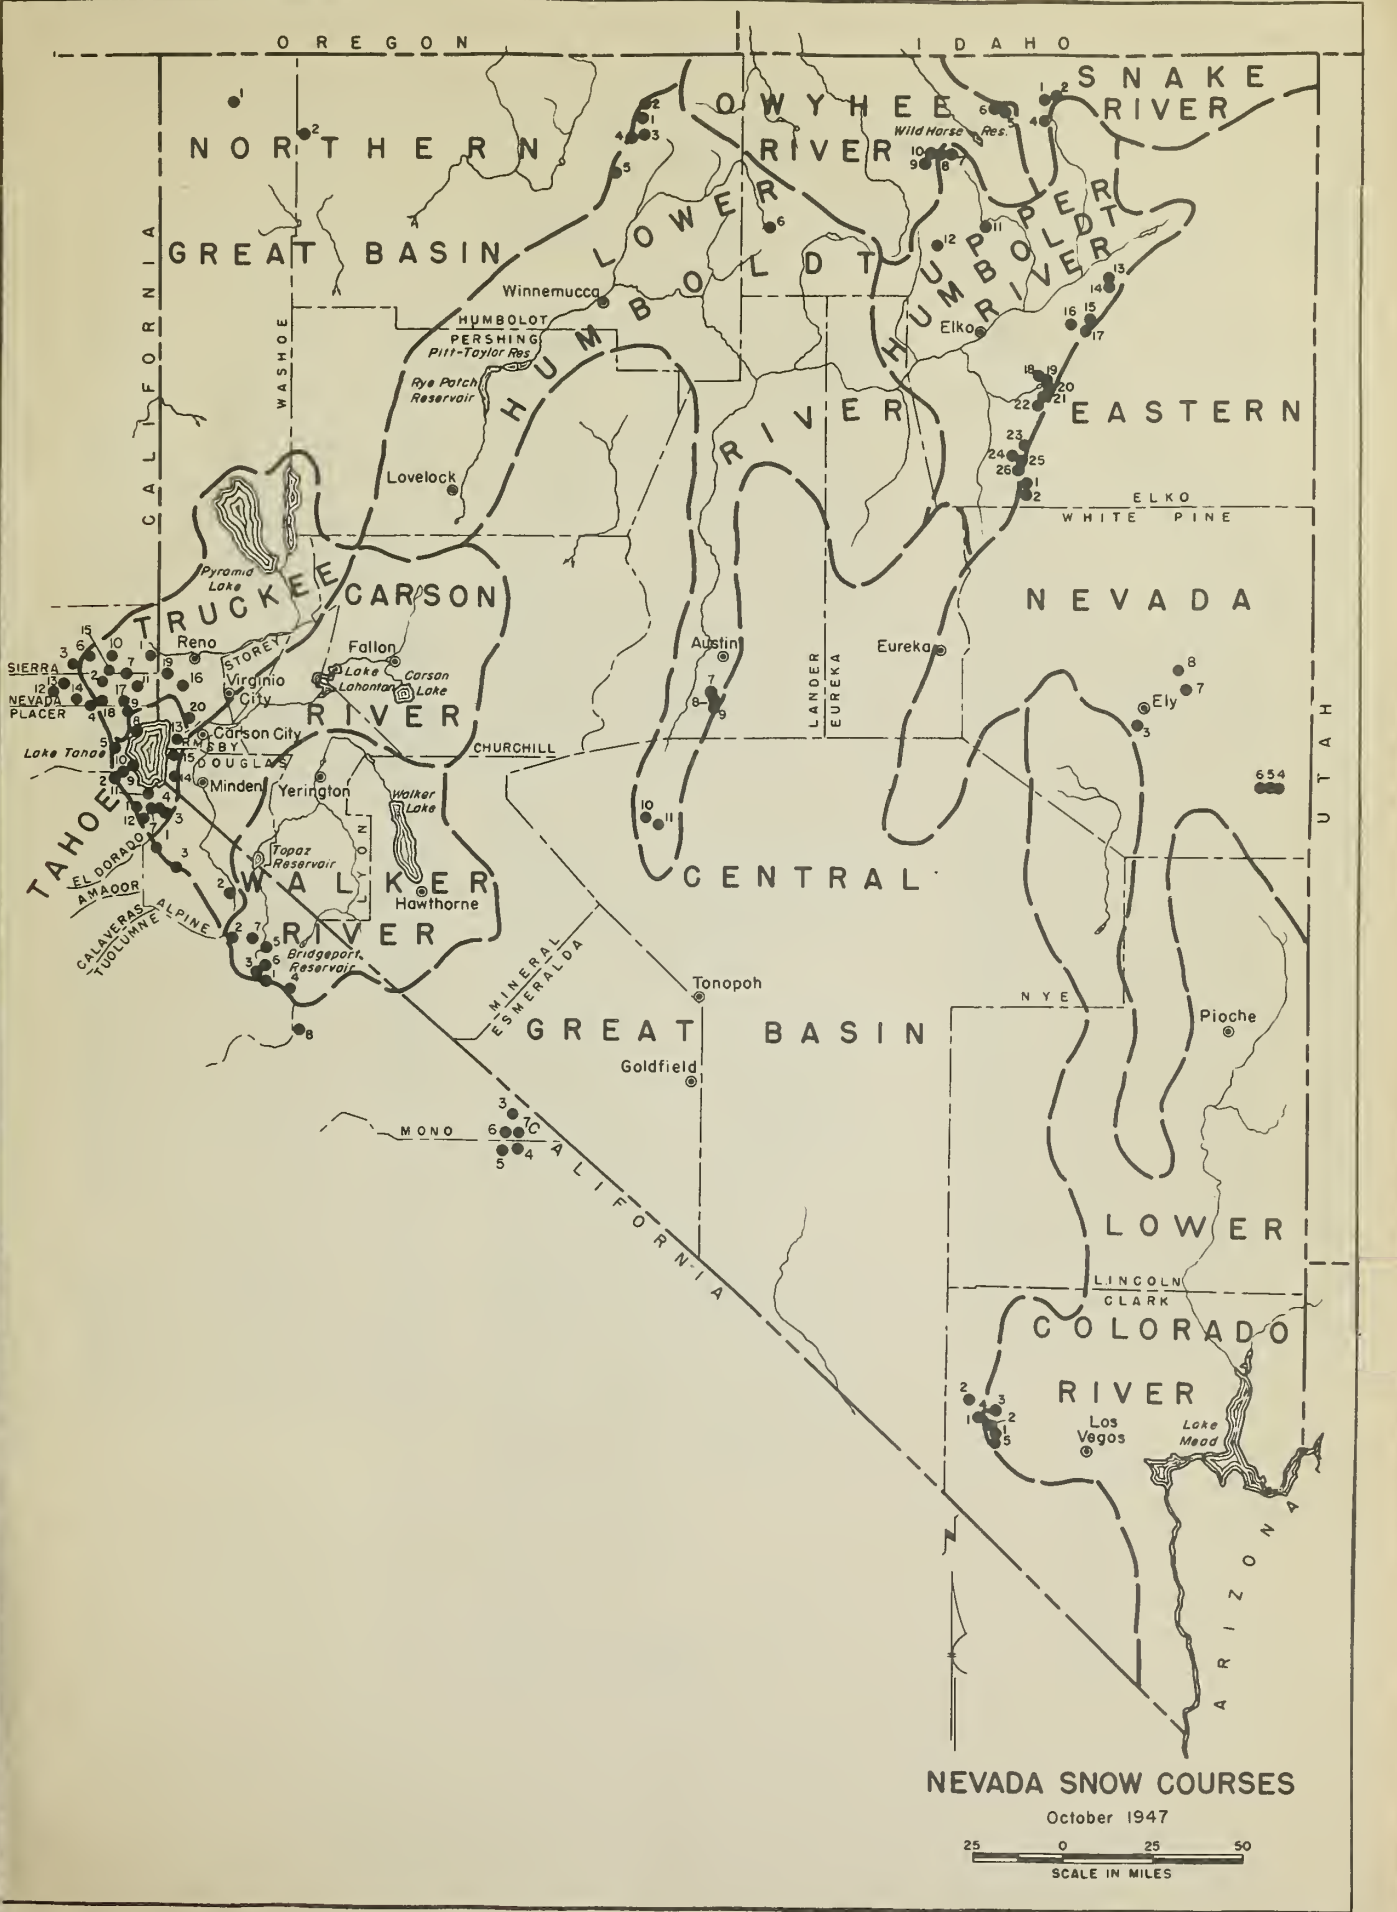 OREGON
IDAHO
SNAKE
RIVER
OWYHEE
RIVER
Wild Horse Res.
NORTHERN
GREAT BASIN
CALIFORNIA
WASHOE
LOWER
HUMBOLDT
RIVER
UPPER
HUMBOLDT
RIVER
Winnemucca
HUMBOLDT
PERSHING
Pitt-Taylor Res
Rye Patch
Reservoir
Lovelock
Elko
EASTERN
ELKO
WHITE PINE
NEVADA
Pyramid
Lake
TRUCKEE
CARSON
RIVER
Reno
STOREY
Virginia
City
Fallon
Lake
Lahontan
Carson
Lake
Austin
Eureka
LANDER
EUREKA
Ely
UTAH
SIERRA
NEVADA
PLACER
Lake Tahoe
TAHOE
Carson City
ORMSBY
DOUGLAS
Minden
Yerington
CHURCHILL
Walker
Lake
LYON
Topaz
Reservoir
WALKER
RIVER
Hawthorne
Bridgeport
Reservoir
EL DORADO
AMADOR
ALPINE
CALAVERAS
TUOLUMNE
CENTRAL
GREAT BASIN
MINERAL
ESMERALDA
Tonopah
Goldfield
NYE
Pioche
MONO
CALIFORNIA
LOWER
LINCOLN
CLARK
COLORADO
RIVER
Las
Vegas
Lake
Mead
ARIZONA
N
NEVADA SNOW COURSES
October 1947
25 0 25 50
SCALE IN MILES